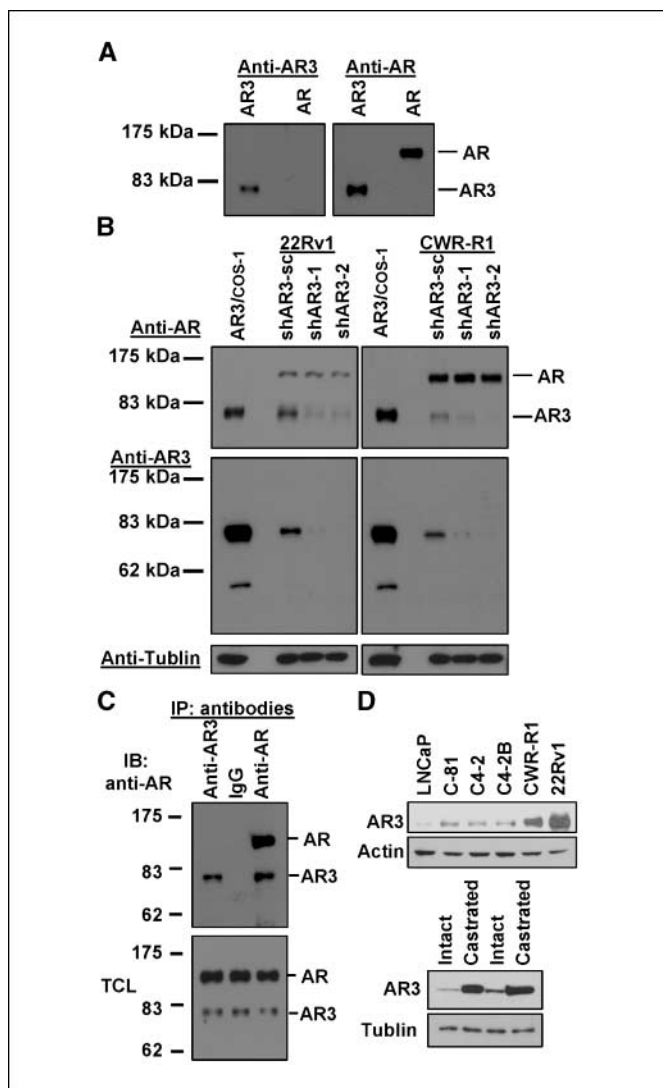 A
Anti-AR3 Anti-AR
AR3 AR AR3 AR
175 kDa
AR
83 kDa
AR3
B
22Rv1 CWR-R1
AR3/COS-1 shAR3-sc shAR3-1 shAR3-2 AR3/COS-1 shAR3-sc shAR3-1 shAR3-2
Anti-AR
175 kDa
AR
83 kDa
AR3
Anti-AR3
175 kDa
83 kDa
62 kDa
Anti-Tublin
C
IP: antibodies
Anti-AR3 IgG Anti-AR
IB:
anti-AR
175
AR
83
AR3
62
175
TCL
AR
83
AR3
62
D
LNCaP C-81 C4-2 C4-2B CWR-R1 22Rv1
AR3
Actin
Intact Castrated Intact Castrated
AR3
Tublin